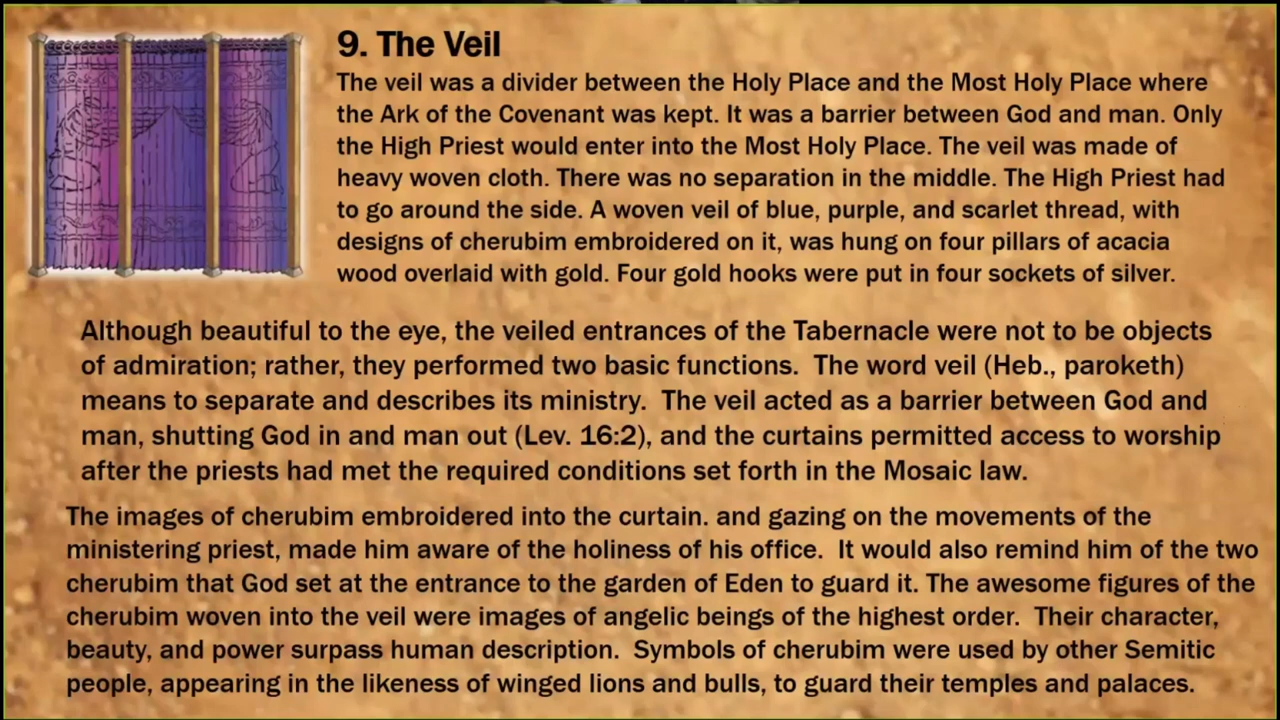 9. The Veil
The veil was a divider between the Holy Place and the Most Holy Place where
the Ark of the Covenant was kept. It was a barrier between God and man. Only
the High Priest would enter into the Most Holy Place. The veil was made of
heavy woven cloth. There was no separation in the middle. The High Priest had
to go around the side. A woven veil of blue, purple, and scarlet thread, with
designs of cherubim embroidered on it, was hung on four pillars of acacia
wood overlaid with gold. Four gold hooks were put in four sockets of silver.
Although beautiful to the eye, the veiled entrances of the Tabernacle were not to be objects
of admiration; rather, they performed two basic functions. The word veil (Heb., paroketh)
means to separate and describes its ministry. The veil acted as a barrier between God and
man, shutting God in and man out (Lev. 16:2), and the curtains permitted access to worship
after the priests had met the required conditions set forth in the Mosaic law.
The images of cherubim embroidered into the curtain. and gazing on the movements of the
ministering priest, made him aware of the holiness of his office. It would also remind him of the two
cherubim that God set at the entrance to the garden of Eden to guard it. The awesome figures of the
cherubim woven into the veil were images of angelic beings of the highest order. Their character,
beauty, and power surpass human description. Symbols of cherubim were used by other Semitic
people, appearing in the likeness of winged lions and bulls, to guard their temples and palaces.